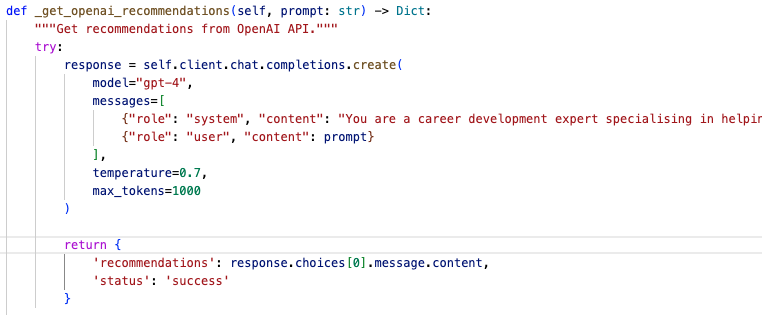 def _get_openai_recommendations(self, prompt: str) -> Dict:
    """Get recommendations from OpenAI API."""
    try:
        response = self.client.chat.completions.create(
            model="gpt-4",
            messages=[
                {"role": "system", "content": "You are a career development expert specialising in
                {"role": "user", "content": prompt}
            ],
            temperature=0.7,
            max_tokens=1000
        )
        return {
            'recommendations': response.choices[0].message.content,
            'status': 'success'
        }